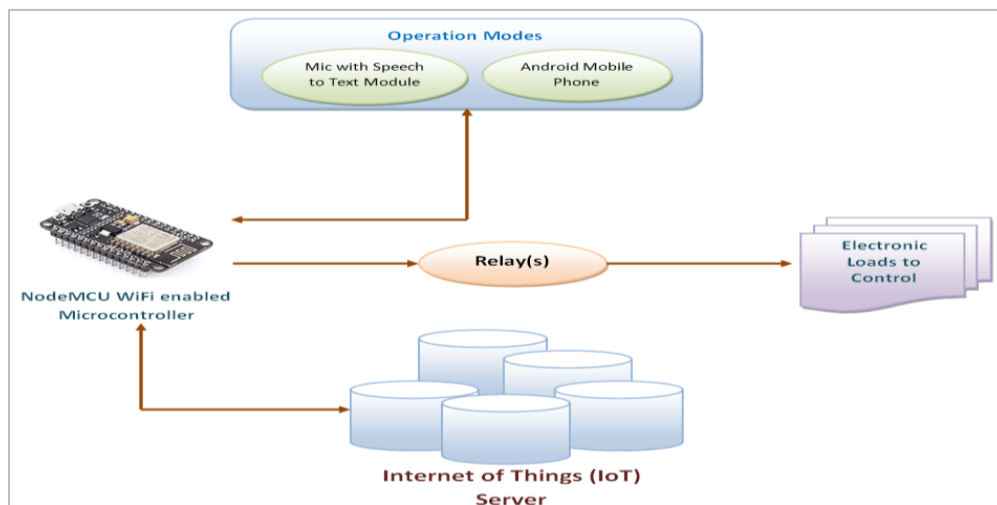 Operation Modes
Mic with Speech
to Text Module
Android Mobile
Phone
Relay(s)
Electronic
Loads to
Control
NodeMCU WiFi enabled
Microcontroller
Internet of Things (IoT)
Server